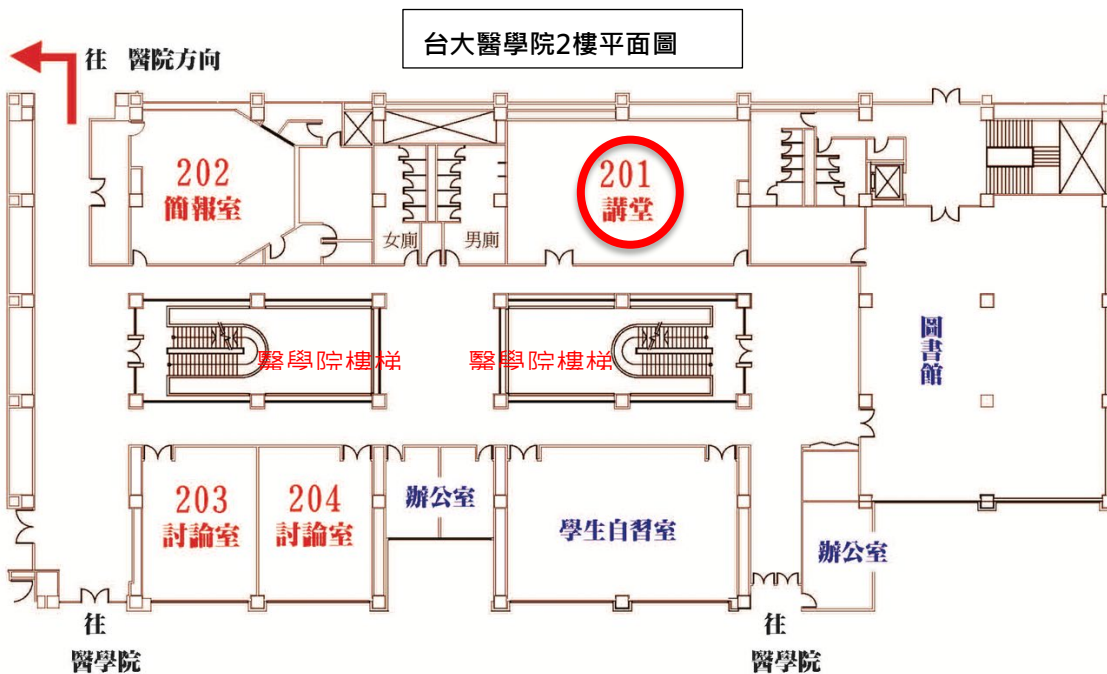 台大醫學院2樓平面圖
往 醫院方向
202
簡報室
201
講堂
女廁
男廁
圖書館
醫學院樓梯
醫學院樓梯
203
討論室
204
討論室
辦公室
學生自習室
辦公室
往
醫學院
往
醫學院